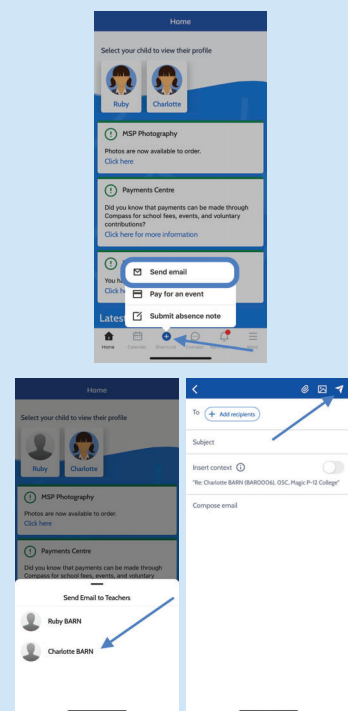 Home
Select your child to view their profile
Ruby
Charlotte
MSP Photography
Photos are now available to order.
Click here
Payments Centre
Did you know that payments can be made through
Compass for school fees, events, and voluntary
contributions?
Click here for more information
You ha
Click h
Send email
Pay for an event
Submit absence note
Latest
Home
Calendar
Shortcuts
Home
Select your child to view their profile
Ruby
Charlotte
MSP Photography
Photos are now available to order.
Click here
Payments Centre
Did you know that payments can be made through
Compass for school fees, events, and voluntary
Send Email to Teachers
Ruby BARN
Charlotte BARN
To
+ Add recipients
Subject
Insert context
"Re: Charlotte BARN (BAR0006), OSC, Magic P-12 College"
Compose email